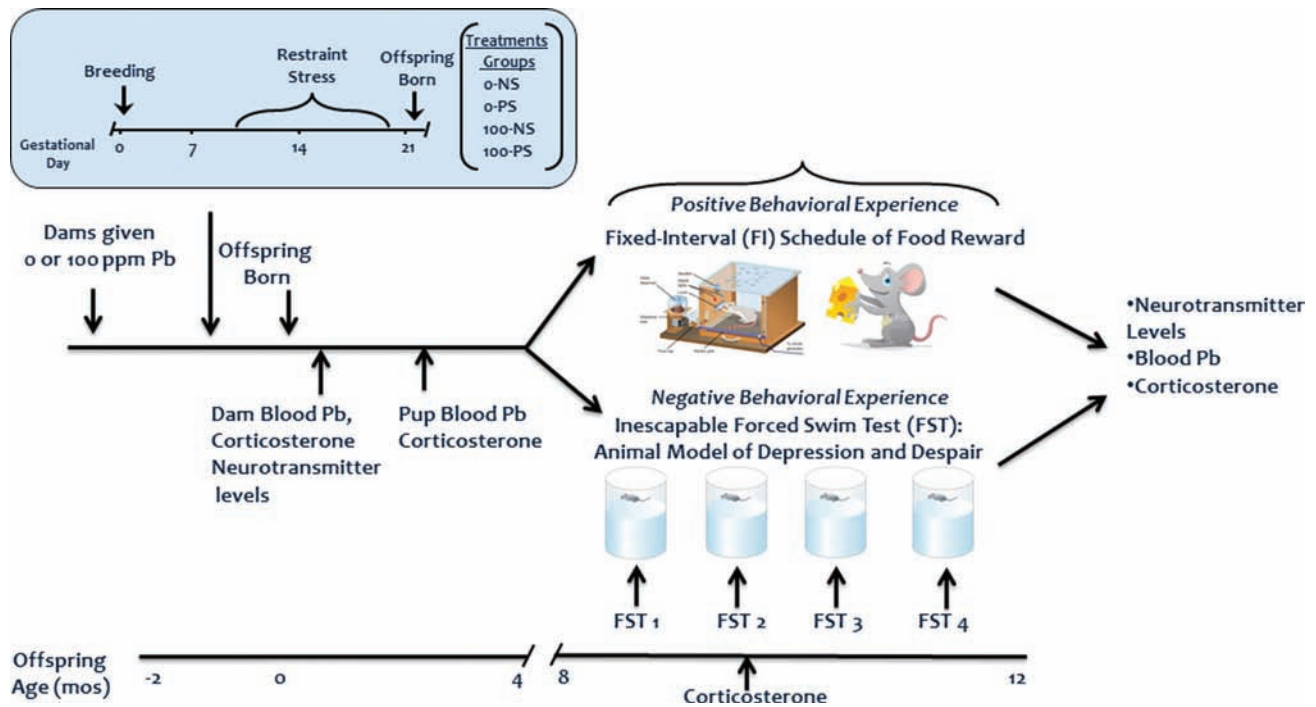 Breeding
Restraint
Stress
Offspring
Born
Treatments
Groups
0-NS
0-PS
100-NS
100-PS
Gestational
Day
0
7
14
21
Dams given
0 or 100 ppm Pb
Offspring
Born
Dam Blood Pb,
Corticosterone
Neurotransmitter
levels
Pup Blood Pb
Corticosterone
Positive Behavioral Experience
Fixed-Interval (FI) Schedule of Food Reward
Negative Behavioral Experience
Inescapable Forced Swim Test (FST):
Animal Model of Depression and Despair
FST 1
FST 2
FST 3
FST 4
•Neurotransmitter
Levels
•Blood Pb
•Corticosterone
Offspring
Age (mos)
-2
0
4
8
12
Corticosterone